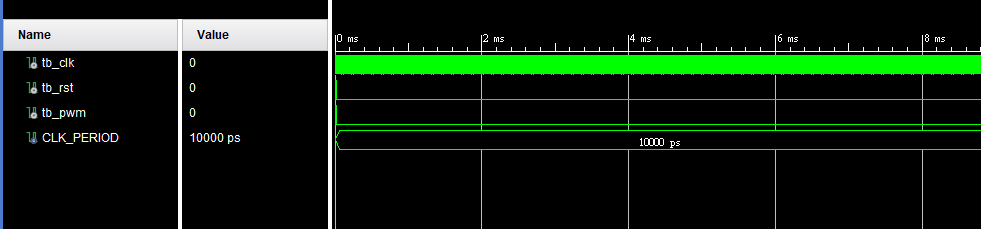 Name Value 0 ms 2 ms 4 ms 6 ms 8 ms
tb_clk 0
tb_rst 0
tb_pwm 0
CLK_PERIOD 10000 ps 10000 ps